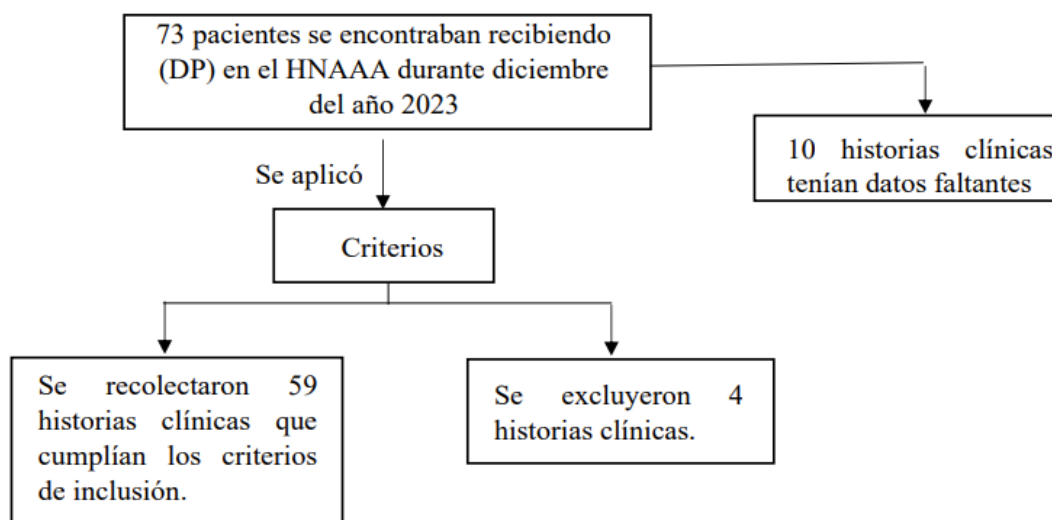 73 pacientes se encontraban recibiendo
(DP) en el HNAAA durante diciembre
del año 2023
10 historias clínicas
tenían datos faltantes
Se aplicó
Criterios
Se recolectaron 59
historias clínicas que
cumplían los criterios
de inclusión.
Se excluyeron 4
historias clínicas.